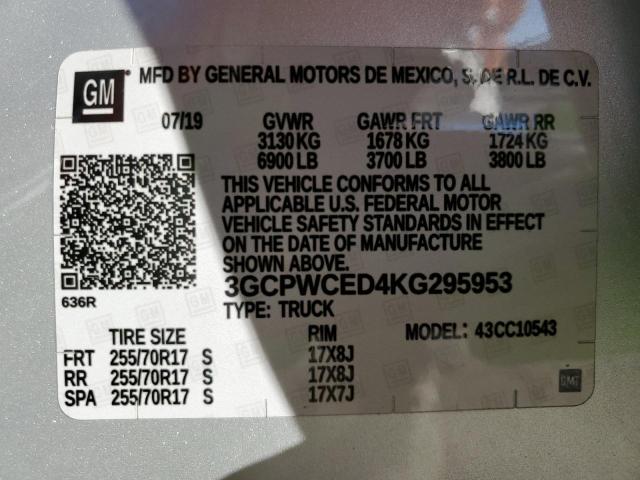 GM
MFD BY GENERAL MOTORS DE MEXICO, S. DE R.L. DE C.V.
07/19 GVWR GAWR FRT GAWR RR
3130 KG 1678 KG 1724 KG
6900 LB 3700 LB 3800 LB
THIS VEHICLE CONFORMS TO ALL
APPLICABLE U.S. FEDERAL MOTOR
VEHICLE SAFETY STANDARDS IN EFFECT
ON THE DATE OF MANUFACTURE
SHOWN ABOVE.
3GCPWCED4KG295953
636R
TYPE: TRUCK
TIRE SIZE RIM MODEL: 43CC10543
FRT 255/70R17 S 17X8J
RR 255/70R17 S 17X8J
SPA 255/70R17 S 17X7J